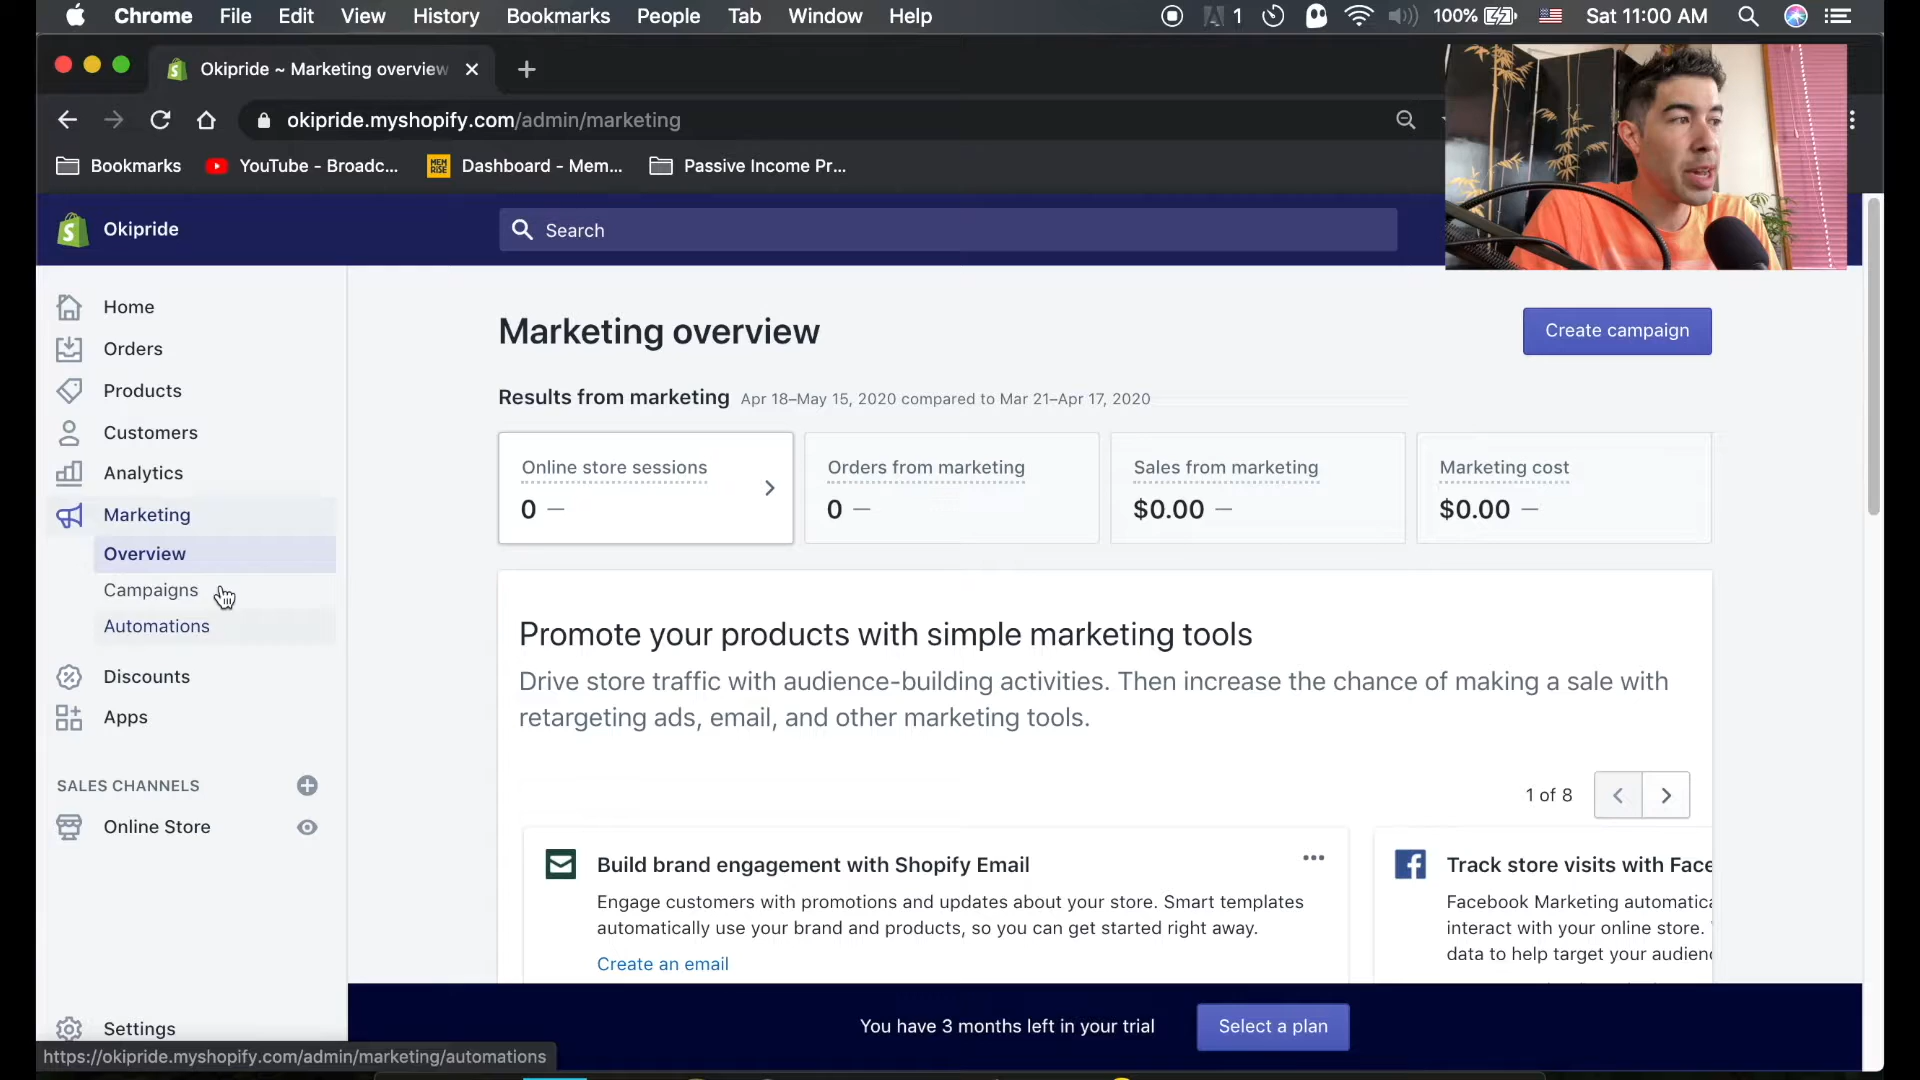 Chrome File Edit View History Bookmarks People Tab Window Help 1 100% Sat 11:00 AM
Okipride ~ Marketing overview
okipride.myshopify.com/admin/marketing
Bookmarks YouTube - Broadc... MEM RISE Dashboard - Mem... Passive Income Pr...
Okipride Search
Home
Orders
Products
Customers
Analytics
Marketing
Overview
Campaigns
Automations
Discounts
Apps
SALES CHANNELS
Online Store
Settings
https://okipride.myshopify.com/admin/marketing/automations
Marketing overview
Create campaign
Results from marketing Apr 18–May 15, 2020 compared to Mar 21–Apr 17, 2020
Online store sessions
0 —
Orders from marketing
0 —
Sales from marketing
$0.00 —
Marketing cost
$0.00 —
Promote your products with simple marketing tools
Drive store traffic with audience-building activities. Then increase the chance of making a sale with
retargeting ads, email, and other marketing tools.
1 of 8
Build brand engagement with Shopify Email
Engage customers with promotions and updates about your store. Smart templates
automatically use your brand and products, so you can get started right away.
Create an email
Track store visits with Face
Facebook Marketing automatica
interact with your online store.
data to help target your audien
You have 3 months left in your trial
Select a plan